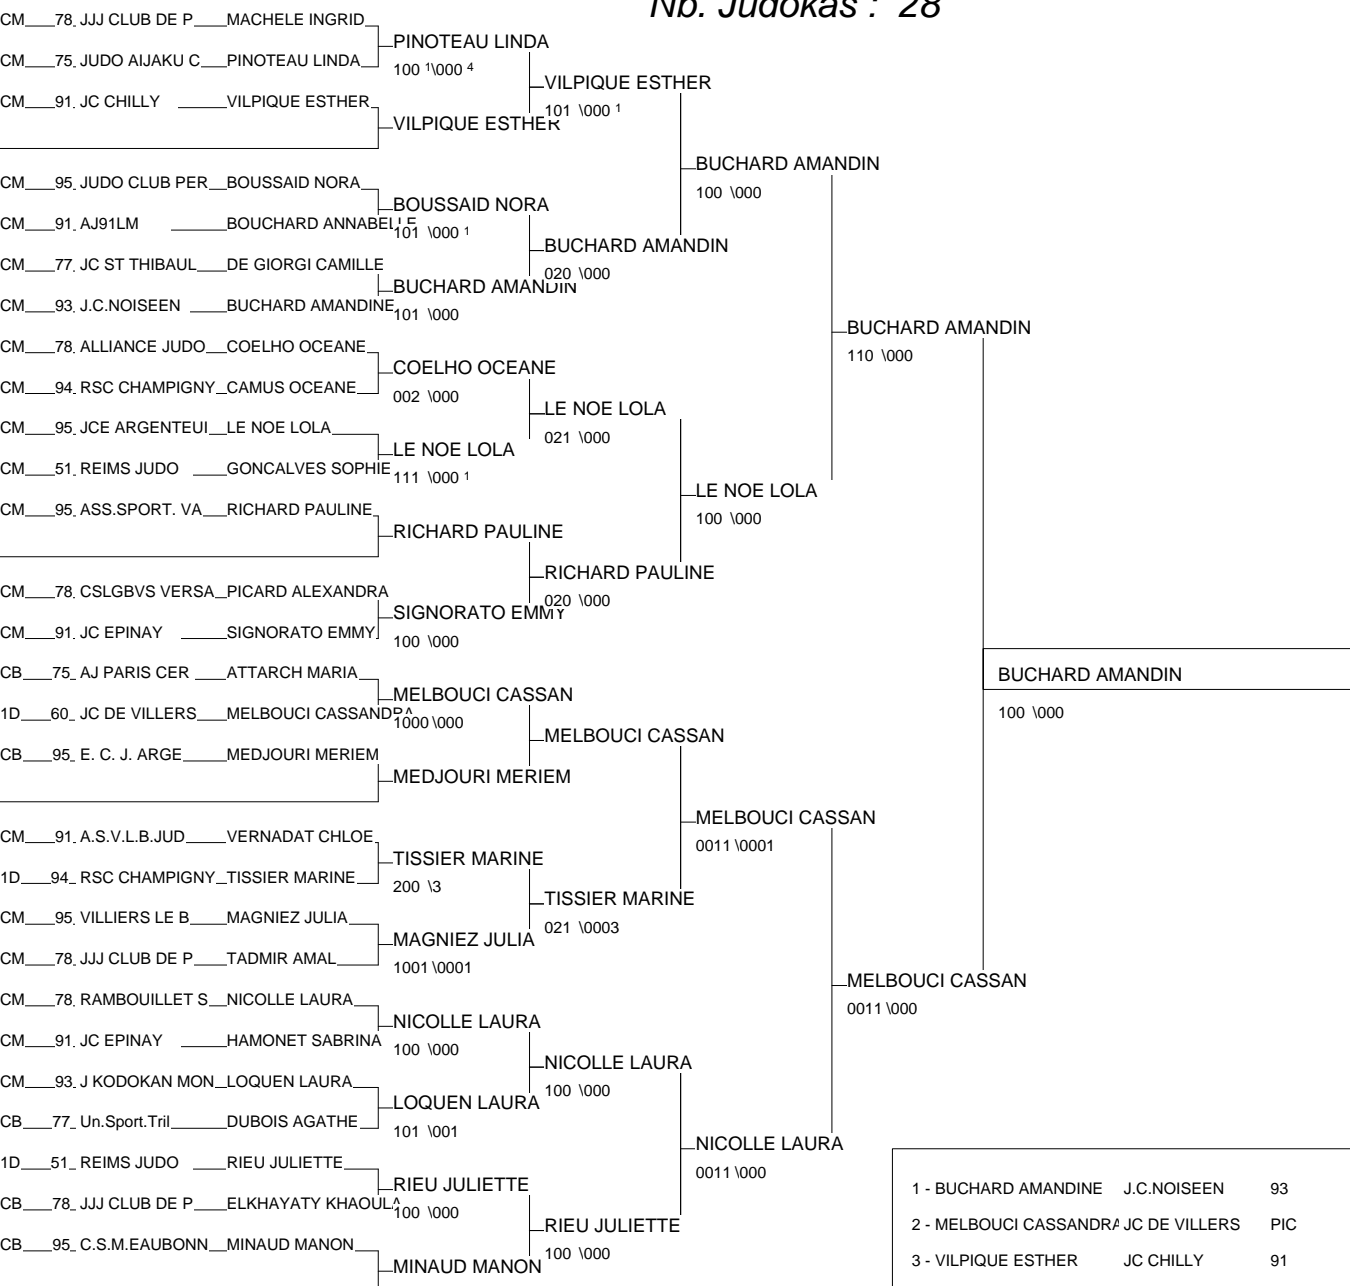 Nb. Judokas : 28
CM 78 JJJ CLUB DE P MACHELE INGRID
PINOTEAU LINDA
CM 75 JUDO AIJAKU C PINOTEAU LINDA
100 1\000 4
VILPIQUE ESTHER
CM 91 JC CHILLY VILPIQUE ESTHER
101 \000 1
VILPIQUE ESTHER
BUCHARD AMANDIN
CM 95 JUDO CLUB PER BOUSSAID NORA
100 \000
BOUSSAID NORA
CM 91 AJ91LM BOUCHARD ANNABELLE
101 \000 1
BUCHARD AMANDIN
CM 77 JC ST THIBAUL DE GIORGI CAMILLE
020 \000
BUCHARD AMANDIN
CM 93 J.C.NOISEEN BUCHARD AMANDINE
101 \000
BUCHARD AMANDIN
CM 78 ALLIANCE JUDO COELHO OCEANE
110 \000
COELHO OCEANE
CM 94 RSC CHAMPIGNY CAMUS OCEANE
002 \000
LE NOE LOLA
CM 95 JCE ARGENTEUI LE NOE LOLA
021 \000
LE NOE LOLA
CM 51 REIMS JUDO GONCALVES SOPHIE
111 \000 1
LE NOE LOLA
CM 95 ASS.SPORT. VA RICHARD PAULINE
100 \000
RICHARD PAULINE
RICHARD PAULINE
CM 78 CSLGBVS VERSA PICARD ALEXANDRA
020 \000
SIGNORATO EMMY
CM 91 JC EPINAY SIGNORATO EMMY
100 \000
CB 75 AJ PARIS CER ATTARCH MARIA
BUCHARD AMANDIN
MELBOUCI CASSAN
1D 60 JC DE VILLERS MELBOUCI CASSANDRA
100 \000
1000 \000
MELBOUCI CASSAN
CB 95 E. C. J. ARGE MEDJOURI MERIEM
MEDJOURI MERIEM
MELBOUCI CASSAN
CM 91 A.S.V.L.B.JUD VERNADAT CHLOE
0011 \0001
TISSIER MARINE
1D 94 RSC CHAMPIGNY TISSIER MARINE
200 \3
TISSIER MARINE
CM 95 VILLIERS LE B MAGNIEZ JULIA
021 \0003
MAGNIEZ JULIA
CM 78 JJJ CLUB DE P TADMIR AMAL
1001 \0001
MELBOUCI CASSAN
CM 78 RAMBOUILLET S NICOLLE LAURA
0011 \000
NICOLLE LAURA
CM 91 JC EPINAY HAMONET SABRINA
100 \000
NICOLLE LAURA
CM 93 J KODOKAN MON LOQUEN LAURA
100 \000
LOQUEN LAURA
CB 77 Un.Sport.Tril DUBOIS AGATHE
101 \001
NICOLLE LAURA
1D 51 REIMS JUDO RIEU JULIETTE
0011 \000
RIEU JULIETTE
CB 78 JJJ CLUB DE P ELKHAYATY KHAOULA
100 \000
RIEU JULIETTE
CB 95 C.S.M.EAUBONN MINAUD MANON
100 \000
MINAUD MANON
1 - BUCHARD AMANDINE J.C.NOISEEN 93
2 - MELBOUCI CASSANDRA JC DE VILLERS PIC
3 - VILPIQUE ESTHER JC CHILLY 91